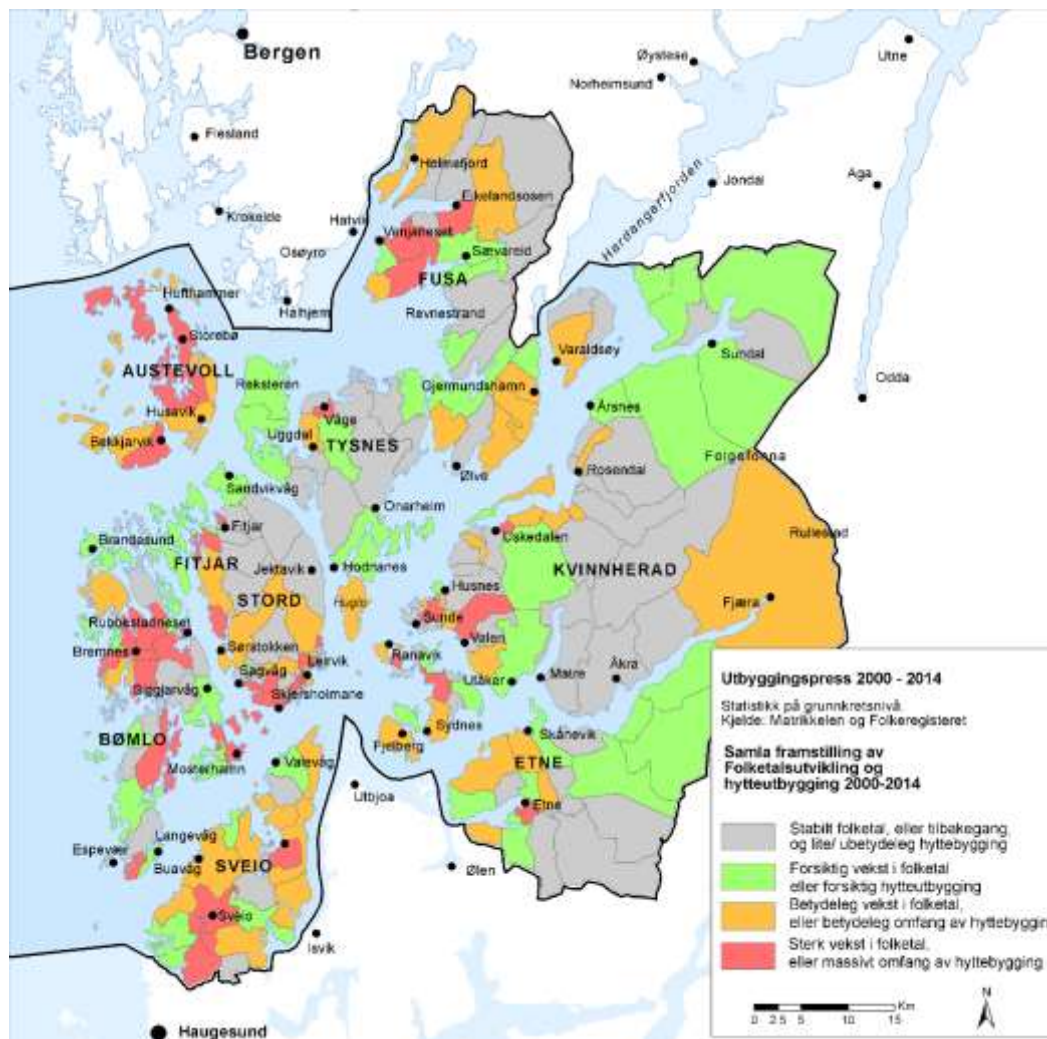 Bergen
Øystese
Utne
Norheimsund
Flesland
Holmefjord
Hardangerfjorden
Jondal
Aga
Eikelandsosen
Krokeide
Hatvik
Venjaneset
Osøyro
Sævareid
FUSA
Hufthammer
Halhjem
Revnestrand
Storebø
Sundal
Varaldsøy
AUSTEVOLL
Reksteren
Gjermundshamn
Odda
Husavik
Våge
Årsnes
Bekkjarvik
Uggdal
TYSNES
Folgefonna
Ølve
Rosendal
Sandvikvåg
Onarheim
Fitjar
Uskedalen
Rullestad
Brandasund
FITJAR
Jektavik
Hodnanes
KVINNHERAD
Husnes
STORD
Huglo
Fjæra
Rubbestadneset
Sunde
Bremnes
Sørstokken
Valen
Ranavik
Leirvik
Sagvåg
Utåker
Matre
Åkra
Siggjarvåg
Skjersholmane
BØMLO
Sydnes
Skånevik
Fjelberg
Mosterhamn
Valevåg
ETNE
Utbjoa
Etne
Langevåg
Espevær
Buavåg
SVEIO
Ølen
Sveio
Isvik
Haugesund
Utbyggingspress 2000 - 2014
Statistikk på grunnkretsnivå
Kjelde: Matrikkelen og Folkeregisteret
Samla framstilling av
Folketalsutvikling og
hytteutbygging 2000-2014
Stabilt folketal, eller tilbakegang,
og lite/ ubetydeleg hyttebygging
Forsiktig vekst i folketal
eller forsiktig hytteutbygging
Betydeleg vekst i folketal,
eller betydeleg omfang av hyttebygging
Sterk vekst i folketal,
eller massivt omfang av hyttebygging
N
Km
0 2.5 5 10 15